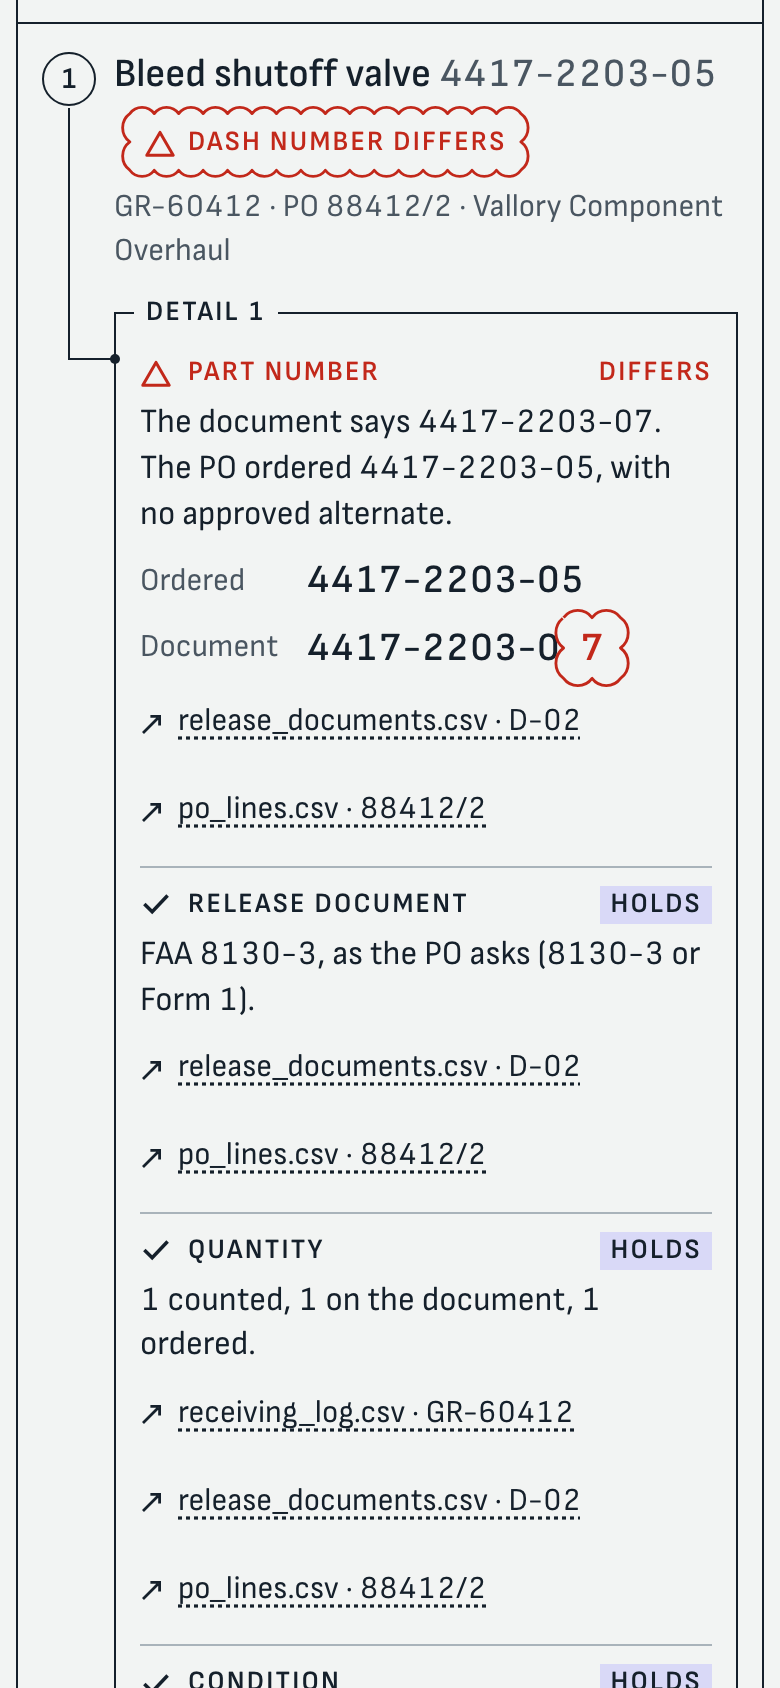 1 Bleed shutoff valve 4417-2203-05
△ DASH NUMBER DIFFERS
GR-60412 · PO 88412/2 · Vallory Component
Overhaul
DETAIL 1
△ PART NUMBER DIFFERS
The document says 4417-2203-07.
The PO ordered 4417-2203-05, with
no approved alternate.
Ordered 4417-2203-05
Document 4417-2203-07
↗ release_documents.csv · D-02
↗ po_lines.csv · 88412/2
✓ RELEASE DOCUMENT HOLDS
FAA 8130-3, as the PO asks (8130-3 or
Form 1).
↗ release_documents.csv · D-02
↗ po_lines.csv · 88412/2
✓ QUANTITY HOLDS
1 counted, 1 on the document, 1
ordered.
↗ receiving_log.csv · GR-60412
↗ release_documents.csv · D-02
↗ po_lines.csv · 88412/2
✓ CONDITION HOLDS